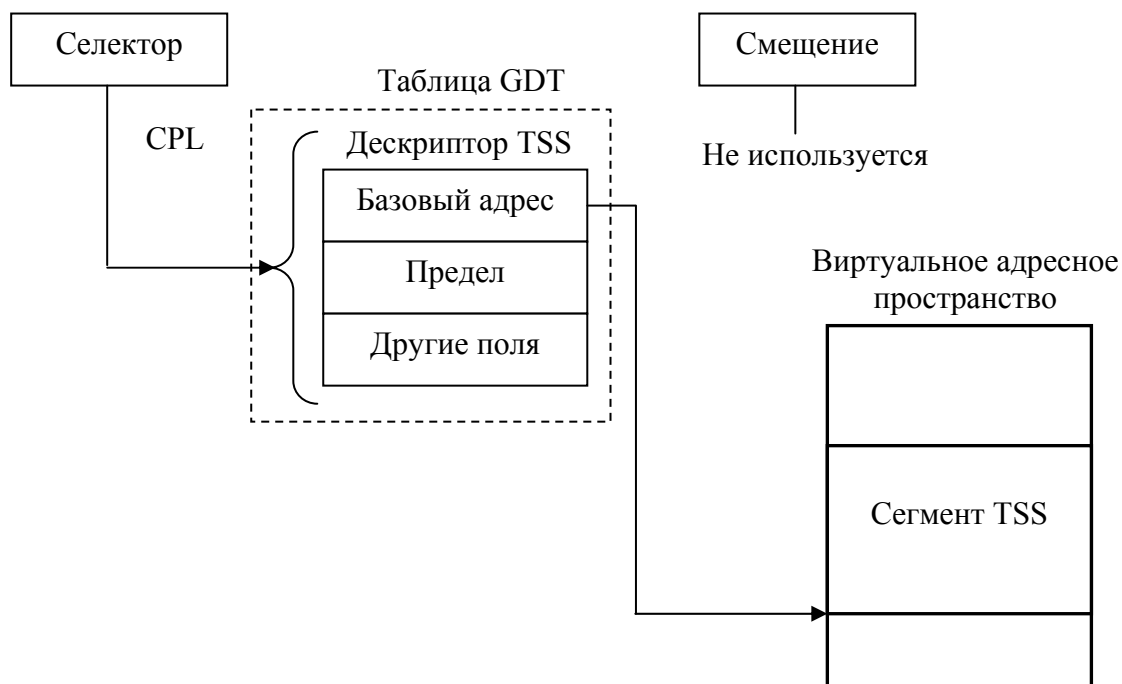 Селектор
Смещение
Таблица GDT
CPL
Дескриптор TSS
Не используется
Базовый адрес
Предел
Другие поля
Виртуальное адресное
пространство
Сегмент TSS